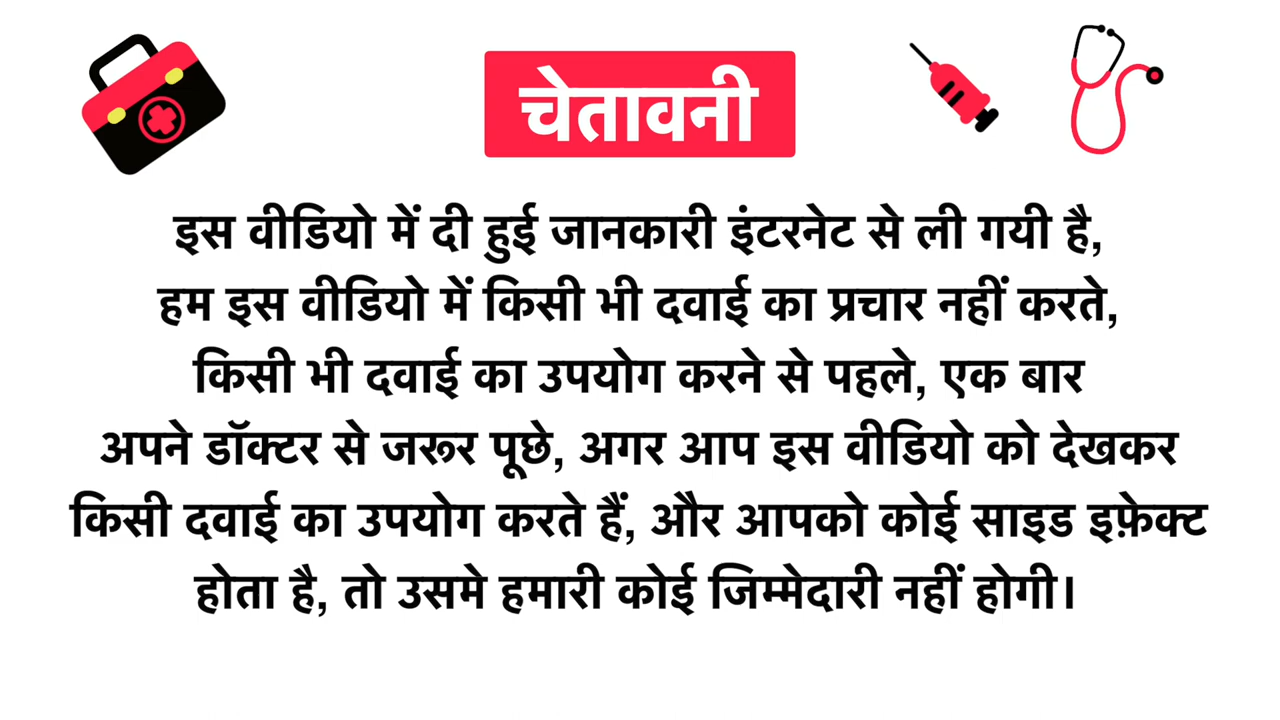 चेतावनी
इस वीडियो में दी हुई जानकारी इंटरनेट से ली गयी है,
हम इस वीडियो में किसी भी दवाई का प्रचार नहीं करते,
किसी भी दवाई का उपयोग करने से पहले, एक बार
अपने डॉक्टर से जरूर पूछे, अगर आप इस वीडियो को देखकर
किसी दवाई का उपयोग करते हैं, और आपको कोई साइड इफ़ेक्ट
होता है, तो उसमे हमारी कोई जिम्मेदारी नहीं होगी।